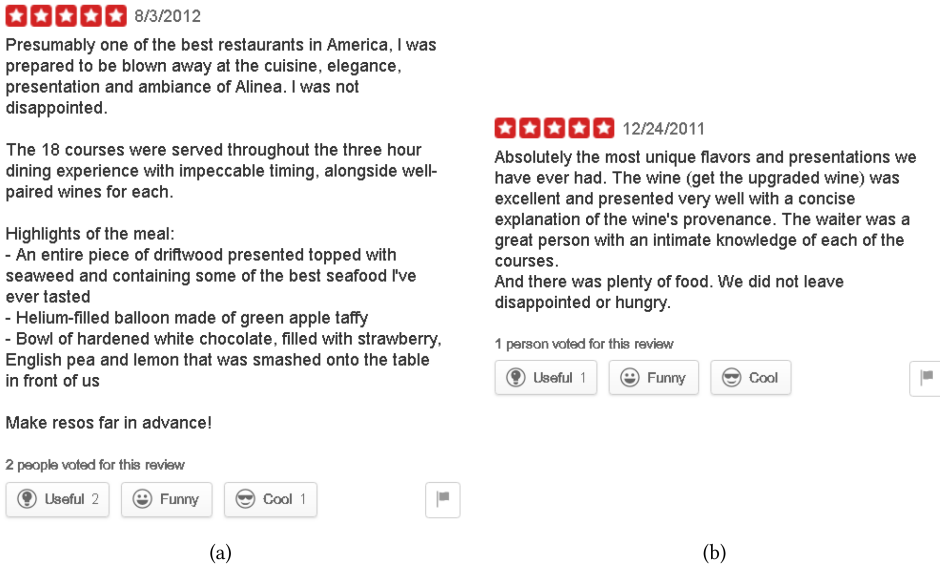 8/3/2012
Presumably one of the best restaurants in America, I was
prepared to be blown away at the cuisine, elegance,
presentation and ambiance of Alinea. I was not
disappointed.
The 18 courses were served throughout the three hour
dining experience with impeccable timing, alongside well-
paired wines for each.
Highlights of the meal:
- An entire piece of driftwood presented topped with
seaweed and containing some of the best seafood I've
ever tasted
- Helium-filled balloon made of green apple taffy
- Bowl of hardened white chocolate, filled with strawberry,
English pea and lemon that was smashed onto the table
in front of us
Make resos far in advance!
2 people voted for this review
Useful 2 Funny Cool 1
(a)
12/24/2011
Absolutely the most unique flavors and presentations we
have ever had. The wine (get the upgraded wine) was
excellent and presented very well with a concise
explanation of the wine's provenance. The waiter was a
great person with an intimate knowledge of each of the
courses.
And there was plenty of food. We did not leave
disappointed or hungry.
1 person voted for this review
Useful 1 Funny Cool
(b)